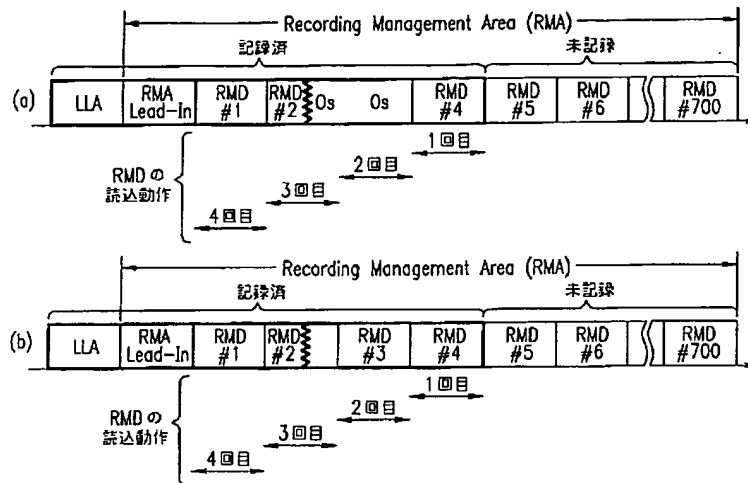 Recording Management Area (RMA)
記録済 未記録
(a) LLA RMA Lead-In RMD #1 RMD #2 0s 0s RMD #4 RMD #5 RMD #6 RMD #700
1回目
2回目
3回目
4回目
RMDの
読込動作
Recording Management Area (RMA)
記録済 未記録
(b) LLA RMA Lead-In RMD #1 RMD #2 RMD #3 RMD #4 RMD #5 RMD #6 RMD #700
1回目
2回目
3回目
4回目
RMDの
読込動作